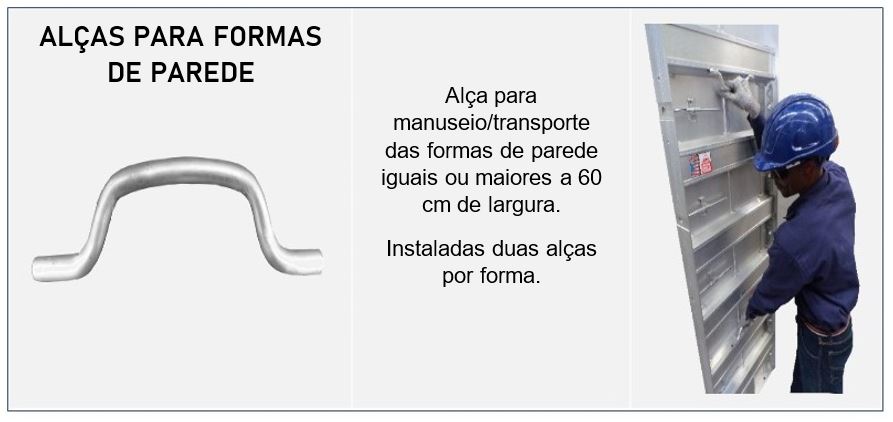 ALÇAS PARA FORMAS
DE PAREDE
Alça para
manuseio/transporte
das formas de parede
iguais ou maiores a 60
cm de largura.
Instaladas duas alças
por forma.